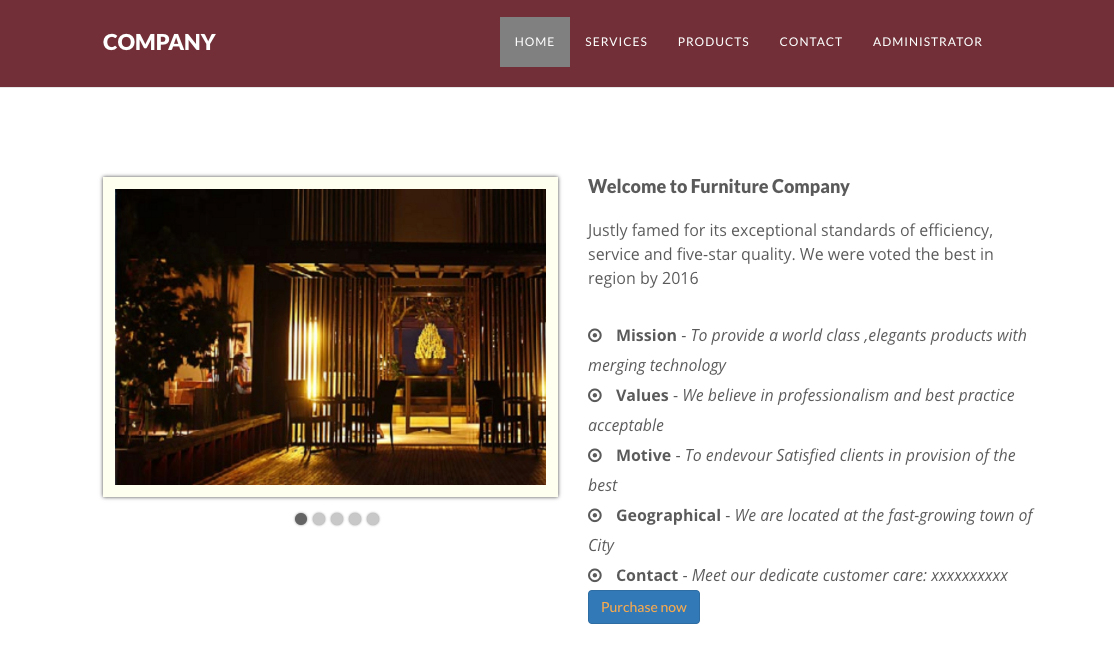 COMPANY
HOME SERVICES PRODUCTS CONTACT ADMINISTRATOR
Welcome to Furniture Company
Justly famed for its exceptional standards of efficiency,
service and five-star quality. We were voted the best in
region by 2016
Mission - To provide a world class ,elegants products with
merging technology
Values - We believe in professionalism and best practice
acceptable
Motive - To endevour Satisfied clients in provision of the
best
Geographical - We are located at the fast-growing town of
City
Contact - Meet our dedicate customer care: xxxxxxxxxx
Purchase now